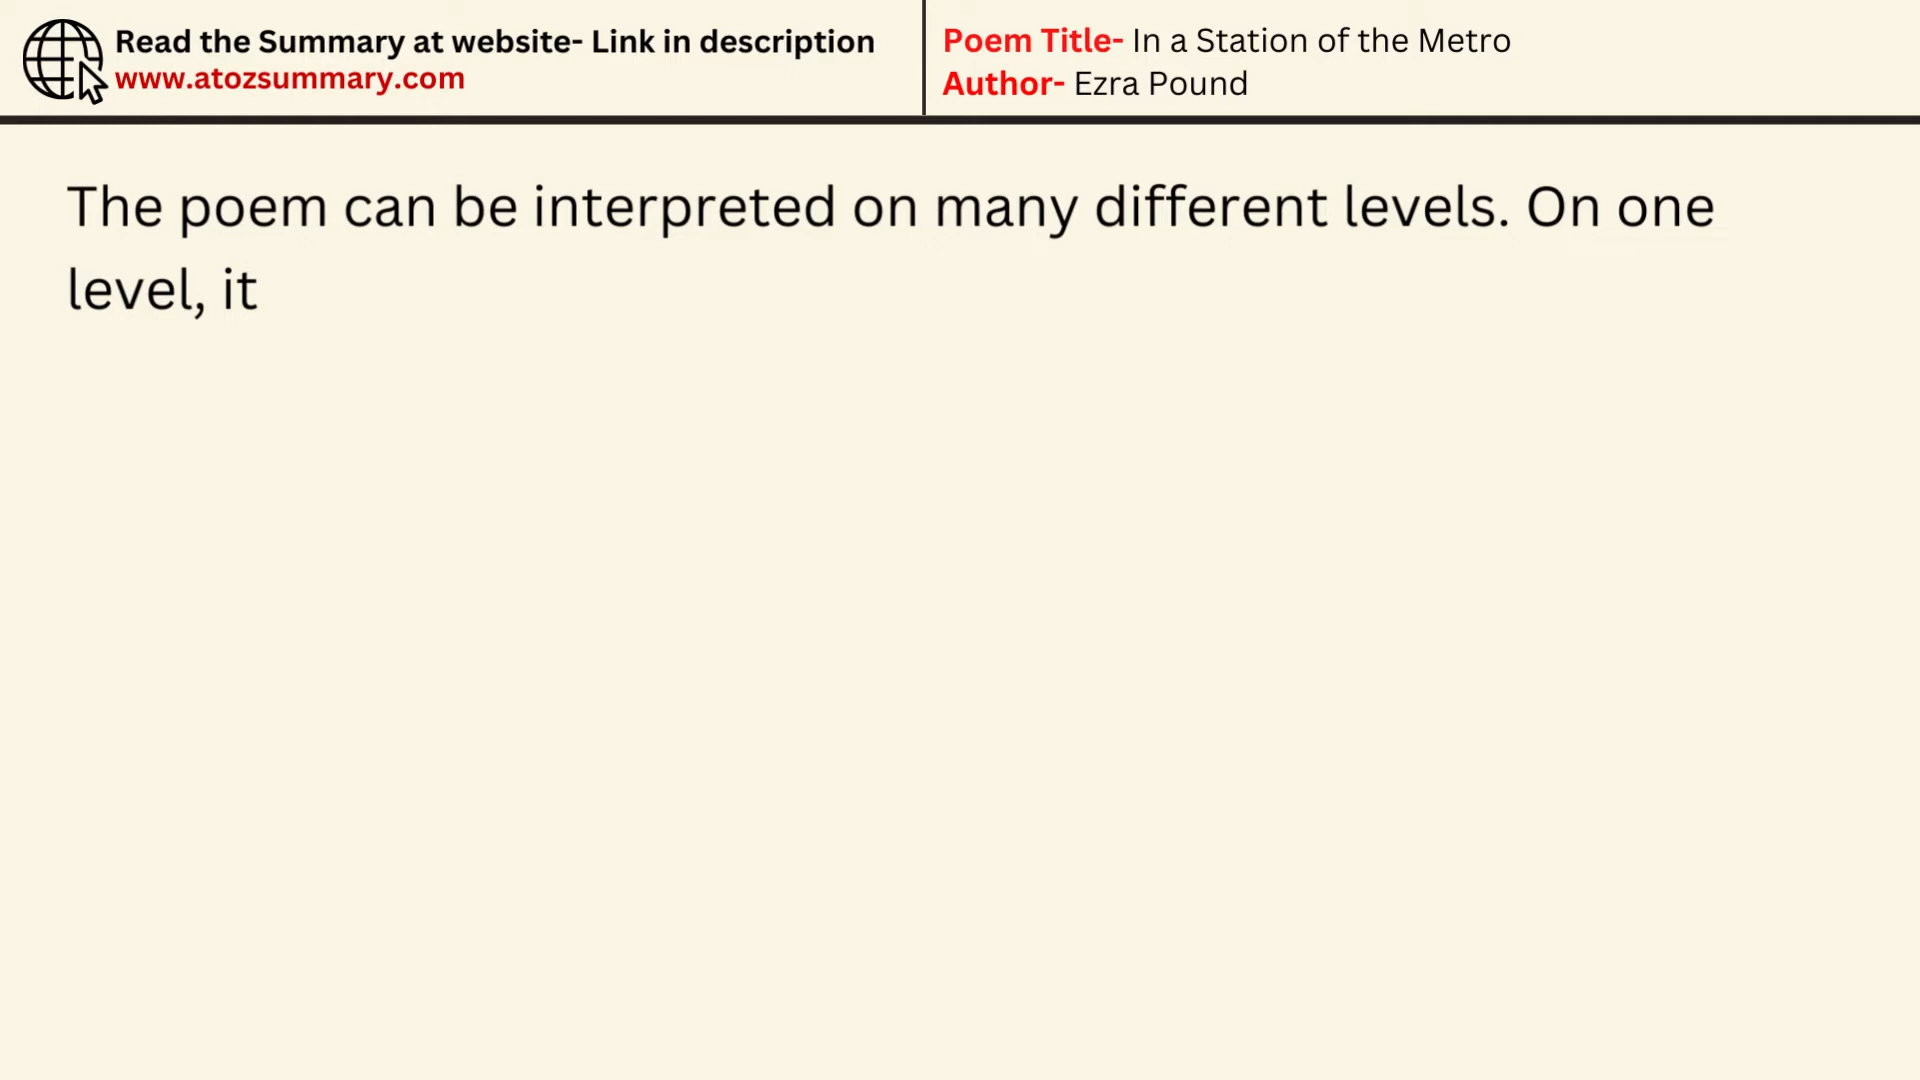 Read the Summary at website- Link in description
www.atozsummary.com
Poem Title- In a Station of the Metro
Author- Ezra Pound
The poem can be interpreted on many different levels. On one
level, it